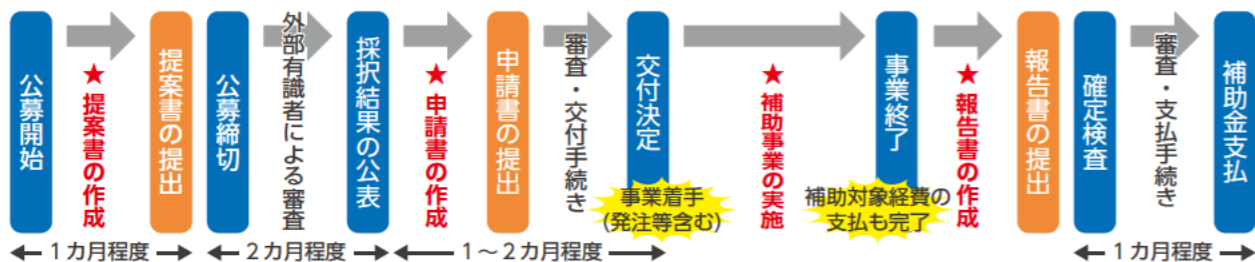 公募開始
★提案書の作成
提案書の提出
公募締切
外部有識者による審査
採択結果の公表
★申請書の作成
申請書の提出
審査・交付手続き
交付決定
事業着手
(発注等含む)
★補助事業の実施
事業終了
補助対象経費の
支払も完了
★報告書の作成
報告書の提出
確定検査
審査・支払手続き
補助金支払
1カ月程度
2カ月程度
1～2カ月程度
1カ月程度